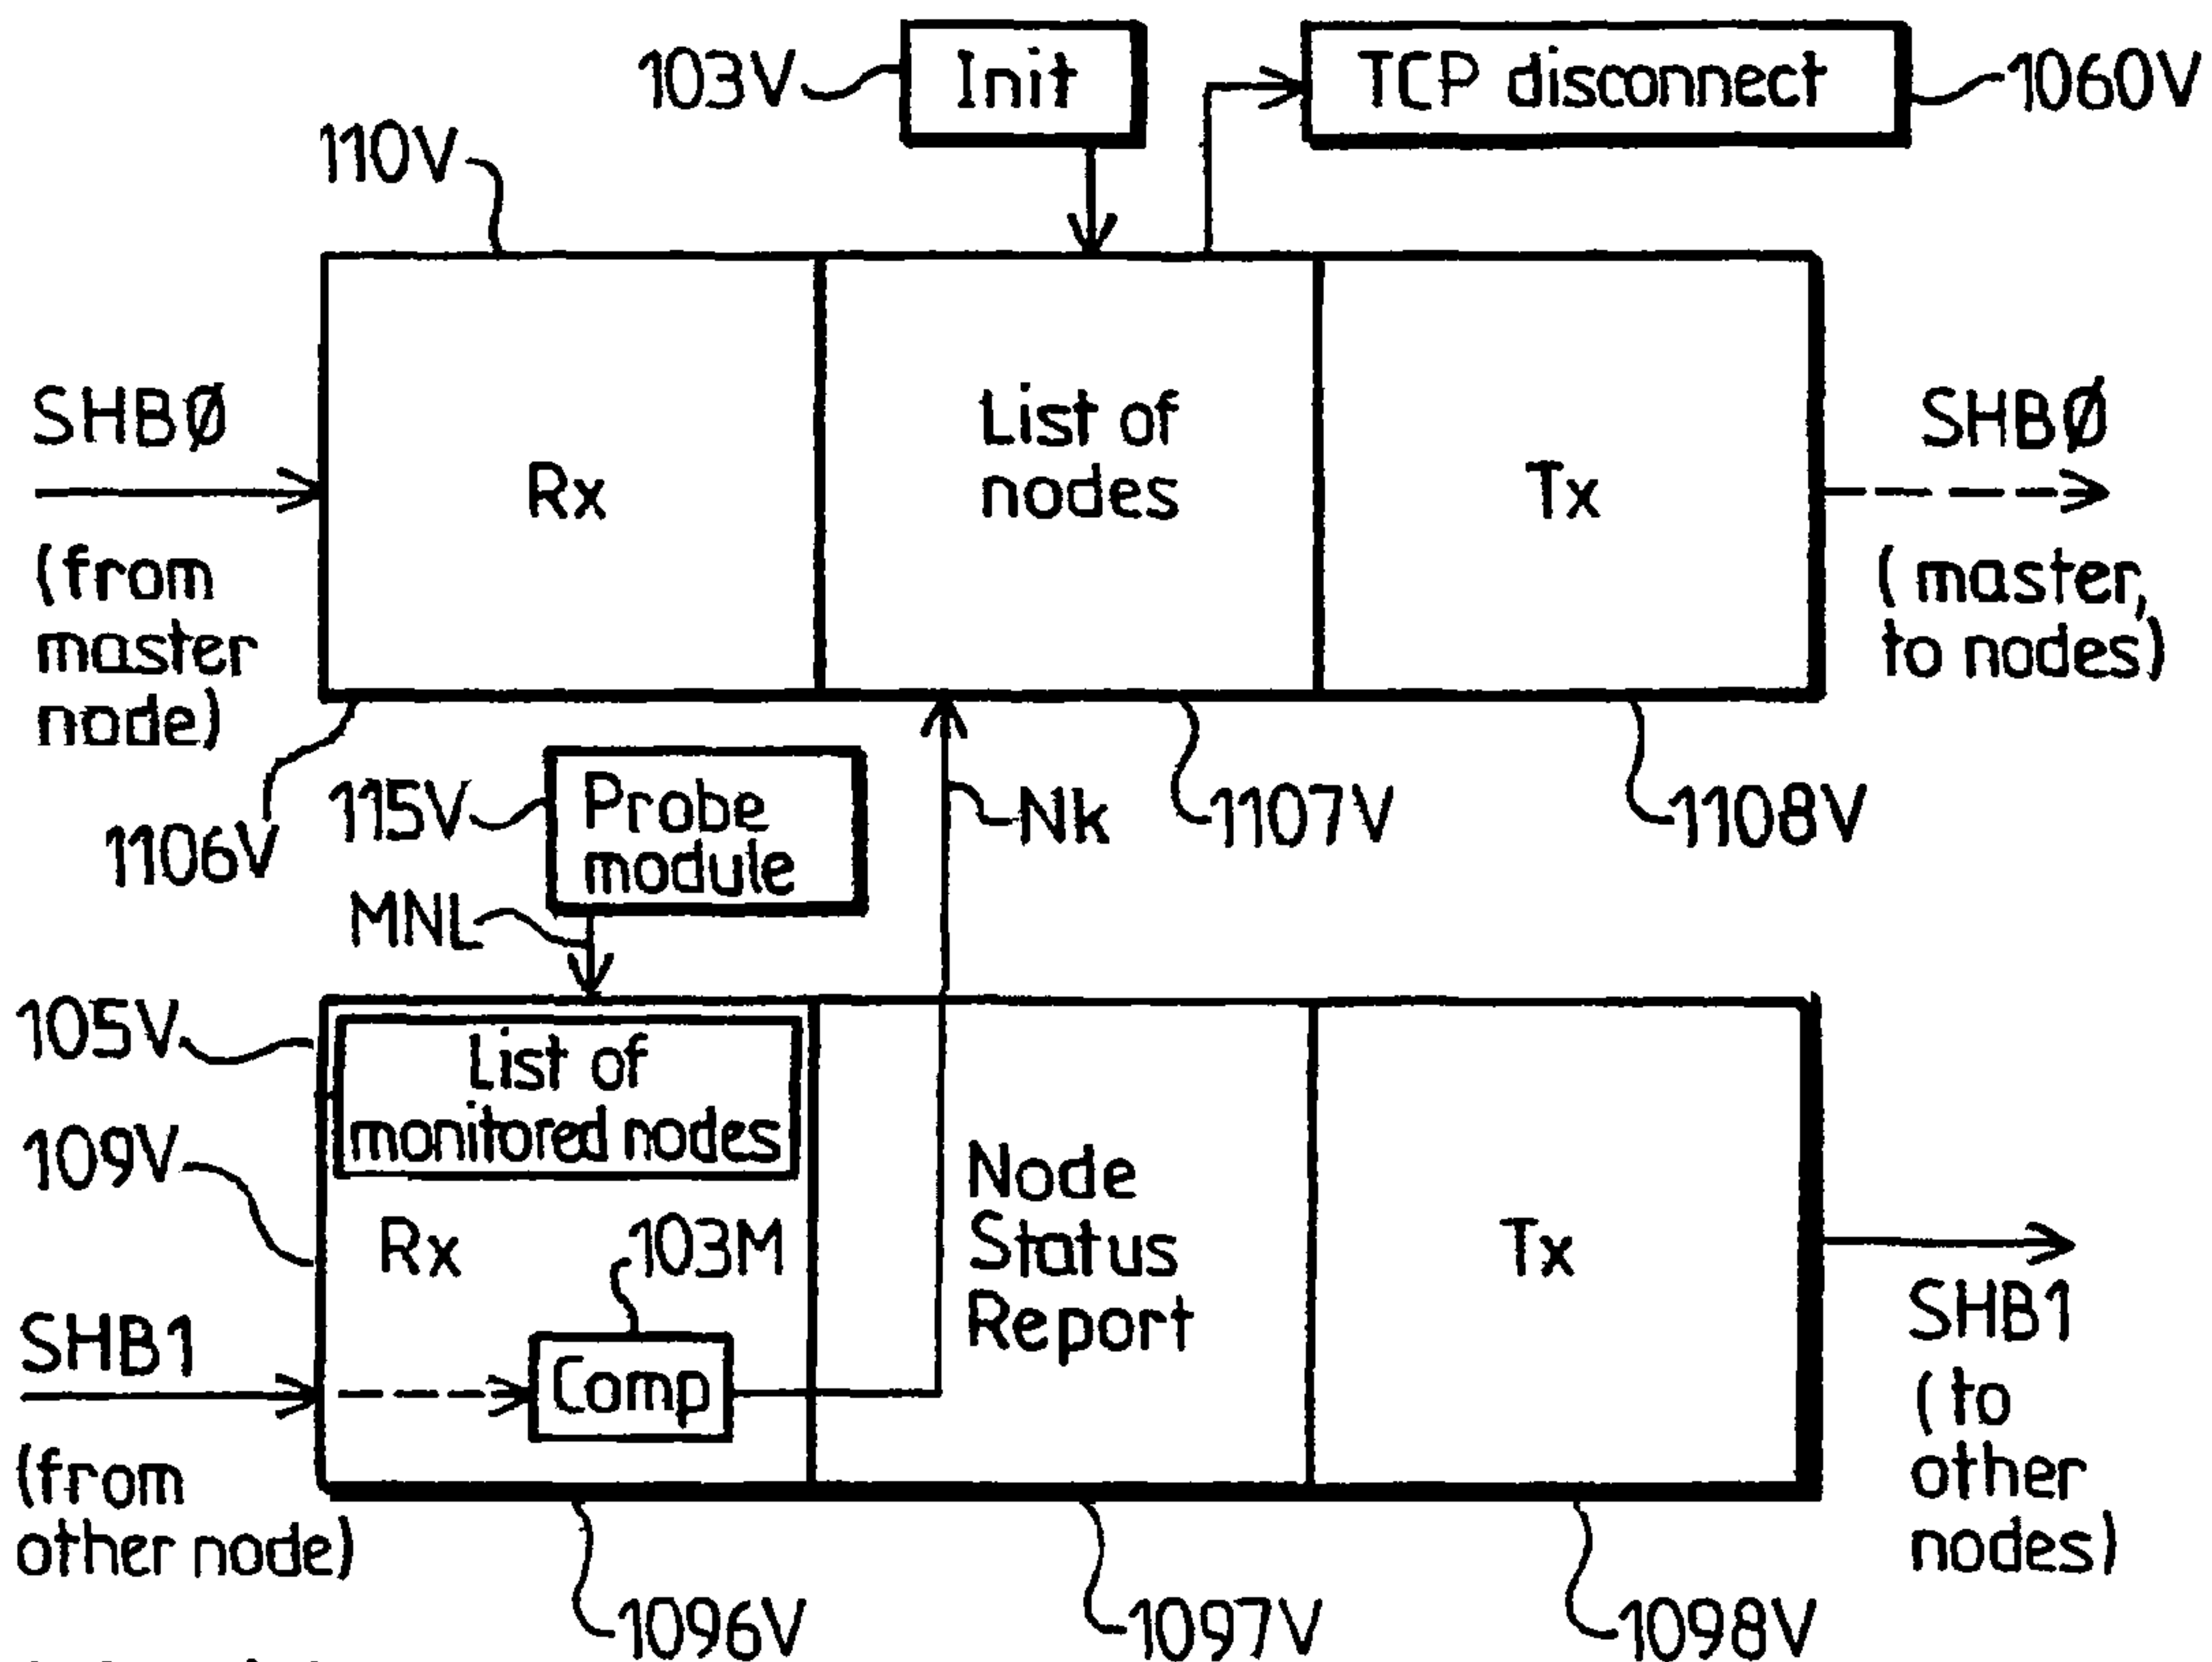 103V
Init
TCP disconnect
1060V
110V
SHBØ
(from
master
node)
Rx
List of
nodes
Tx
SHBØ
( master,
to nodes)
1106V
115V
Probe
module
Nk
1107V
1108V
MNL
105V
List of
monitored nodes
109V
Rx
103M
Node
Status
Report
Tx
SHB1
(from
other node)
Comp
SHB1
( to
other
nodes)
1096V
1097V
1098V